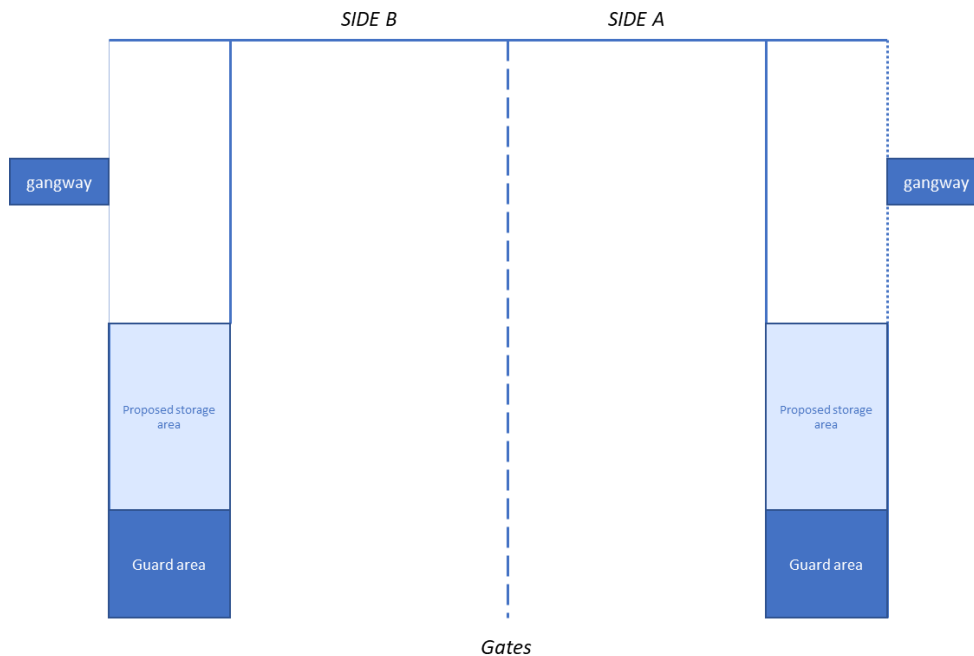 SIDE B
SIDE A
gangway
gangway
Proposed storage
area
Proposed storage
area
Guard area
Guard area
Gates